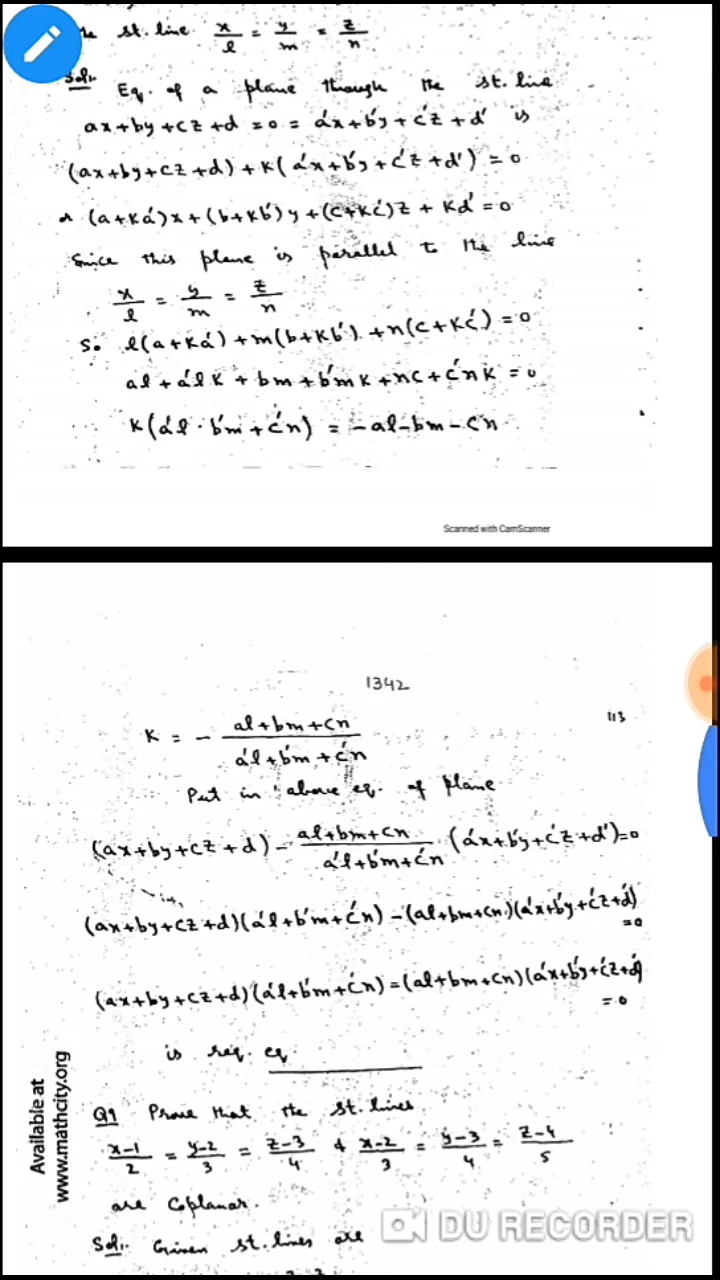 st. line x/l = y/m = z/n
Sol:. Eq. of a plane through the st. line
ax+by+cz+d = 0 = a'x+b'y+c'z+d' is
(ax+by+cz+d) + K(a'x+b'y+c'z+d') = 0
(a+Ka')x+(b+Kb')y+(c+Kc')z + Kd' = 0
Since this plane is parallel to the line
x/l = y/m = z/n
So l(a+Ka')+m(b+Kb')+n(c+Kc') = 0
al+a'lK+bm+b'mK+nc+c'nK = 0
K(a'l · b'm+c'n) = -al-bm-cn
Scanned with CamScanner
1342
113
K = - al+bm+cn / a'l+b'm+c'n
Put in above eq. of plane
(ax+by+cz+d) - al+bm+cn / a'l+b'm+c'n (a'x+b'y+c'z+d')=0
(ax+by+cz+d)(a'l+b'm+c'n) - (al+bm+cn)(a'x+b'y+c'z+d')
=0
(ax+by+cz+d)(a'l+b'm+c'n) = (al+bm+cn)(a'x+b'y+c'z+d')
=0
is req. eq.
Available at
www.mathcity.org
Q9 Prove that the st. lines
x-1/2 = y-2/3 = z-3/4 & x-2/3 = y-3/4 = z-4/5
are Coplanar.
Sol:. Given st. lines are
DU RECORDER